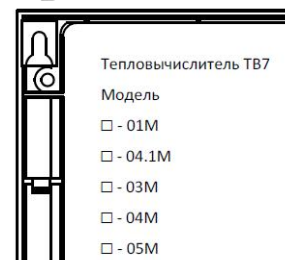 Тепловычислитель ТВ7
Модель
☐ - 01М
☐ - 04.1М
☐ - 03М
☐ - 04М
☐ - 05М